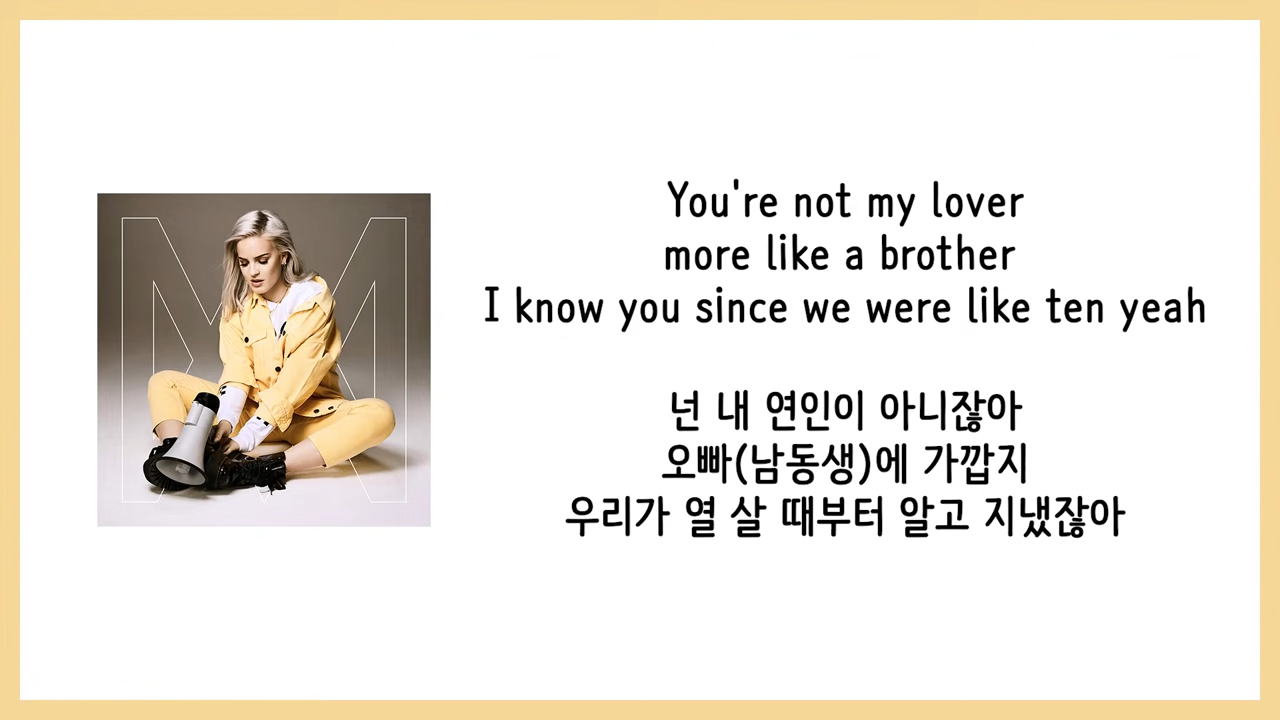 You're not my lover
more like a brother
I know you since we were like ten yeah
넌 내 연인이 아니잖아
오빠(남동생)에 가깝지
우리가 열 살 때부터 알고 지냈잖아